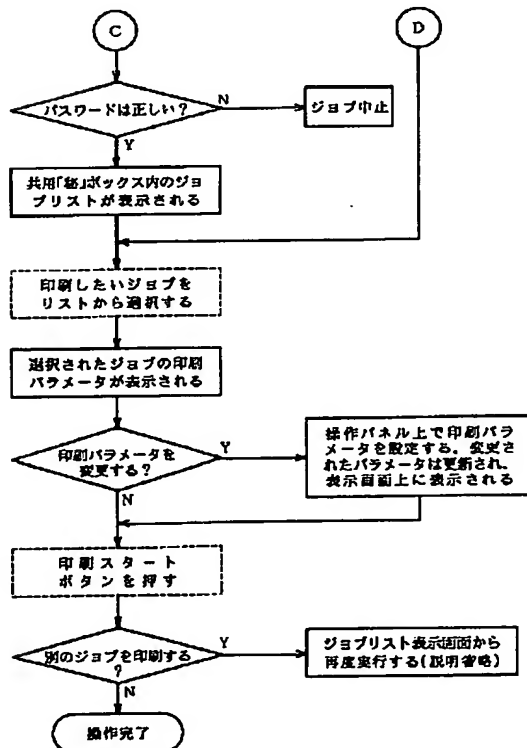 C
D
パスワードは正しい?
N
ジョブ中止
Y
共用「秘」ボックス内のジョ
ブリストが表示される
印刷したいジョブを
リストから選択する
選択されたジョブの印刷
パラメータが表示される
印刷パラメータを
変更する?
Y
操作パネル上で印刷パラ
メータを設定する。変更さ
れたパラメータは更新され、
表示画面上に表示される
N
印刷スタート
ボタンを押す
別のジョブを印刷する
?
Y
ジョブリスト表示画面から
再度実行する(説明省略)
N
操作完了